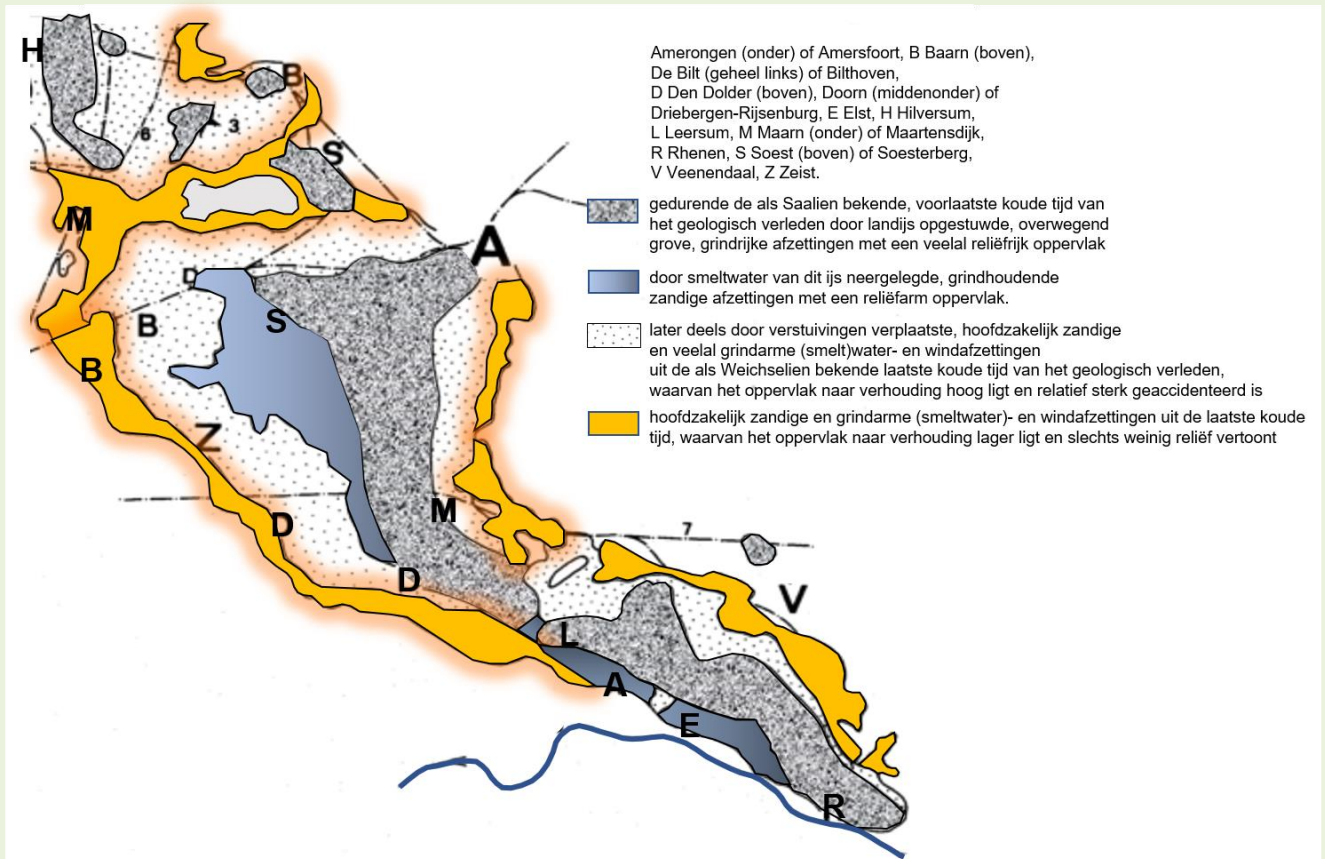 H
B
6
3
S
M
A
D
B
S
B
Z
D
M
D
7
V
L
A
E
R
Amerongen (onder) of Amersfoort, B Baarn (boven),
De Bilt (geheel links) of Bilthoven,
D Den Dolder (boven), Doorn (middenonder) of
Driebergen-Rijsenburg, E Elst, H Hilversum,
L Leersum, M Maarn (onder) of Maartensdijk,
R Rhenen, S Soest (boven) of Soesterberg,
V Veenendaal, Z Zeist.
gedurende de als Saalien bekende, voorlaatste koude tijd van
het geologisch verleden door landijs opgestuwde, overwegend
grove, grindrijke afzettingen met een veelal reliëfrijk oppervlak
door smeltwater van dit ijs neergelegde, grindhoudende
zandige afzettingen met een reliëfarm oppervlak.
later deels door verstuivingen verplaatste, hoofdzakelijk zandige
en veelal grindarme (smelt)water- en windafzettingen
uit de als Weichselien bekende laatste koude tijd van het geologisch verleden,
waarvan het oppervlak naar verhouding hoog ligt en relatief sterk geaccidenteerd is
hoofdzakelijk zandige en grindarme (smeltwater)- en windafzettingen uit de laatste koude
tijd, waarvan het oppervlak naar verhouding lager ligt en slechts weinig reliëf vertoont